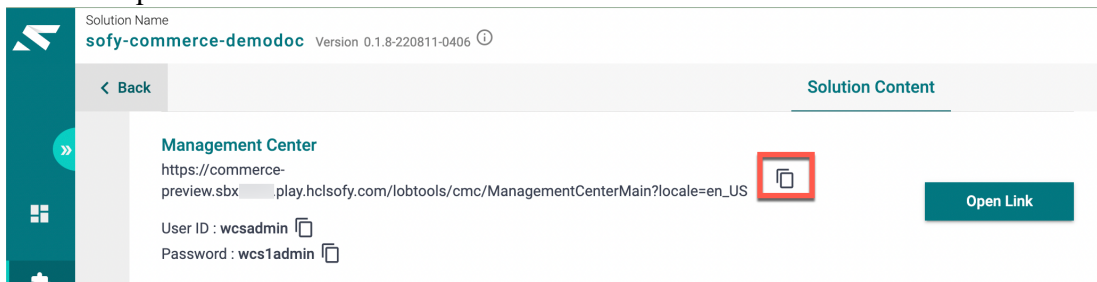 Solution Name
sofy-commerce-demodoc Version 0.1.8-220811-0406
Back
Solution Content
Management Center
https://commerce-
preview.sbx .play.hclsofy.com/lobtools/cmc/ManagementCenterMain?locale=en_US
Open Link
User ID : wcsadmin
Password : wcs1admin